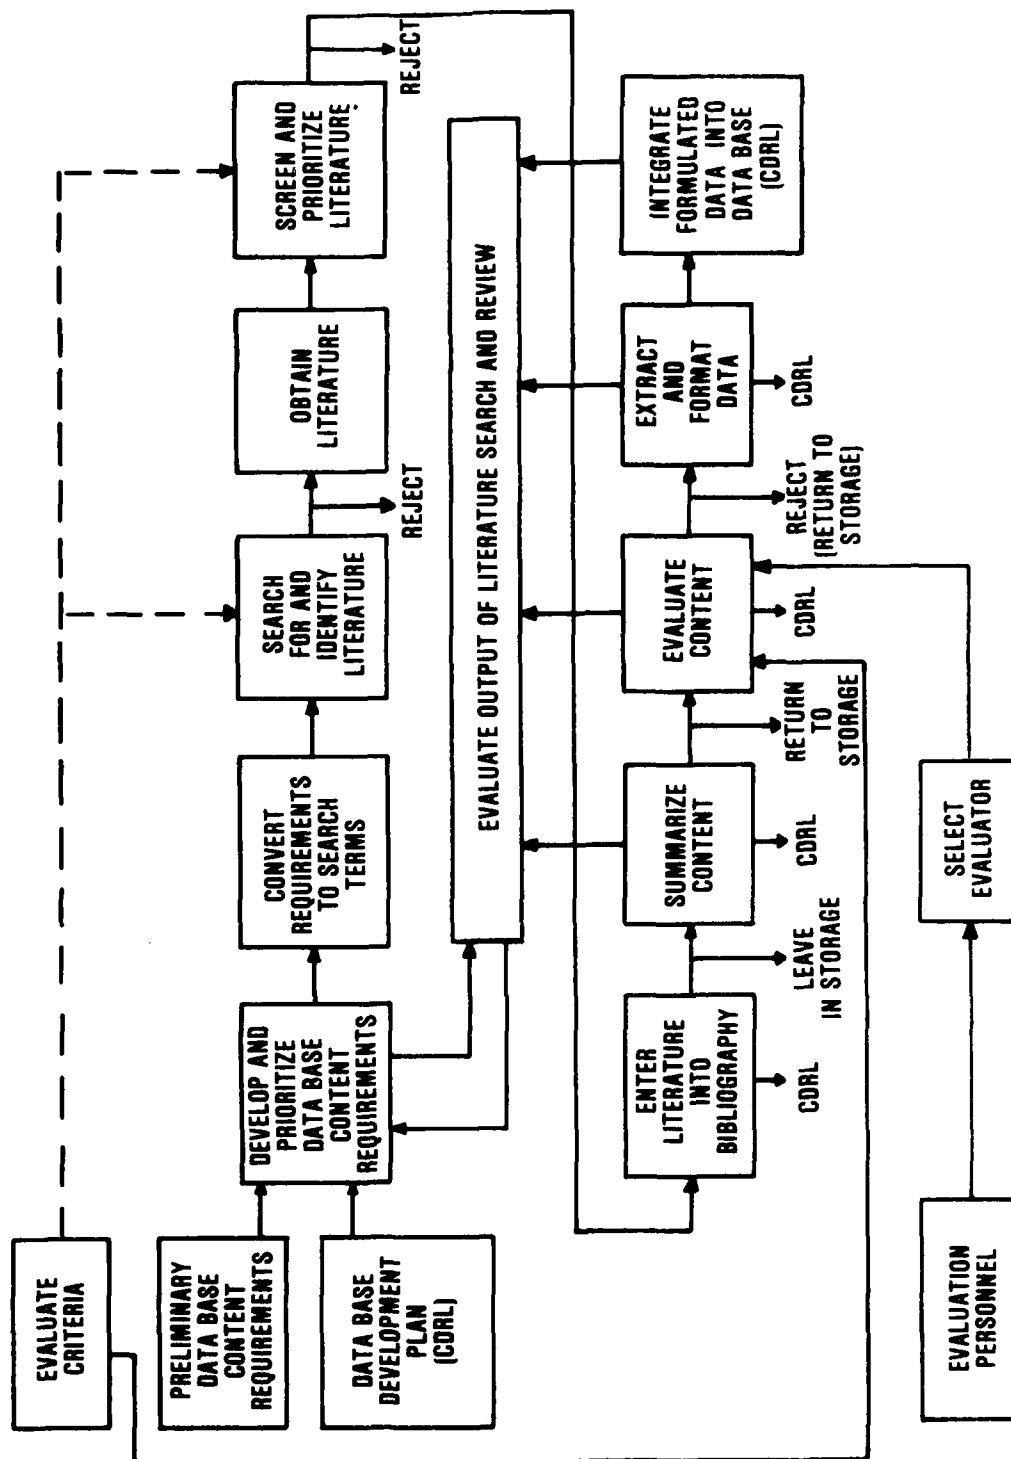 EVALUATE
CRITERIA
PRELIMINARY
DATA BASE
CONTENT
REQUIREMENTS
DATA BASE
DEVELOPMENT
PLAN
(CDRL)
DEVELOP AND
PRIORITIZE
DATA BASE
CONTENT
REQUIREMENTS
CONVERT
REQUIREMENTS
TO SEARCH
TERMS
SEARCH
FOR AND
IDENTIFY
LITERATURE
REJECT
OBTAIN
LITERATURE
SCREEN AND
PRIORITIZE
LITERATURE
REJECT
EVALUATE OUTPUT OF LITERATURE SEARCH AND REVIEW
ENTER
LITERATURE
INTO
BIBLIOGRAPHY
CDRL
LEAVE
IN STORAGE
SUMMARIZE
CONTENT
CDRL
RETURN
TO
STORAGE
EVALUATE
CONTENT
CDRL
REJECT
(RETURN TO
STORAGE)
EXTRACT
AND
FORMAT
DATA
CDRL
INTEGRATE
FORMULATED
DATA INTO
DATA BASE
(CDRL)
EVALUATION
PERSONNEL
SELECT
EVALUATOR